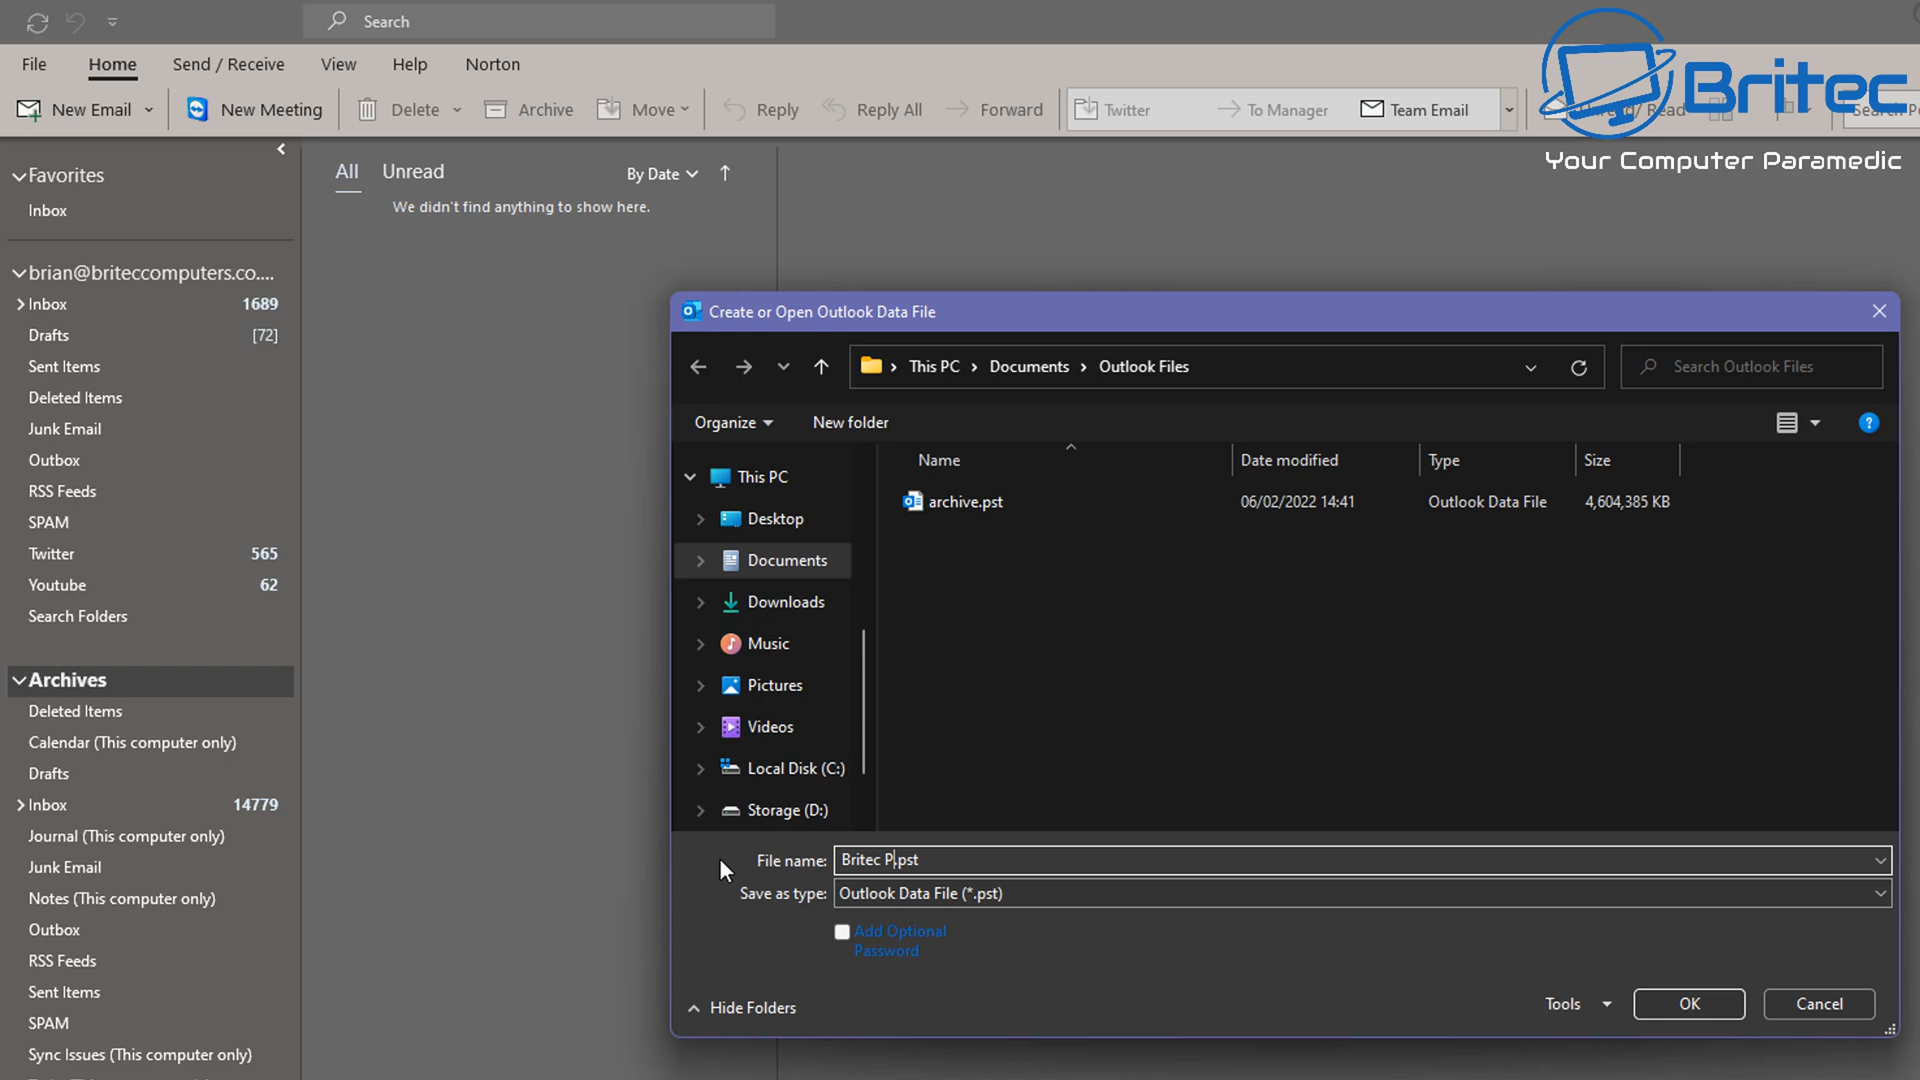 Search
Britec
Your Computer Paramedic
File Home Send / Receive View Help Norton
New Email New Meeting Delete Archive Move Reply Reply All Forward Twitter To Manager Team Email Read
Favorites
Inbox
brian@briteccomputers.co....
Inbox 1689
Drafts [72]
Sent Items
Deleted Items
Junk Email
Outbox
RSS Feeds
SPAM
Twitter 565
Youtube 62
Search Folders
Archives
Deleted Items
Calendar (This computer only)
Drafts
Inbox 14779
Journal (This computer only)
Junk Email
Notes (This computer only)
Outbox
RSS Feeds
Sent Items
SPAM
Sync Issues (This computer only)
All Unread By Date
We didn't find anything to show here.
Create or Open Outlook Data File
This PC Documents Outlook Files
Search Outlook Files
Organize New folder
This PC
Desktop
Documents
Downloads
Music
Pictures
Videos
Local Disk (C:)
Storage (D:)
Name Date modified Type Size
archive.pst 06/02/2022 14:41 Outlook Data File 4,604,385 KB
File name: Britec P.pst
Save as type: Outlook Data File (*.pst)
Add Optional
Password
Hide Folders
Tools OK Cancel